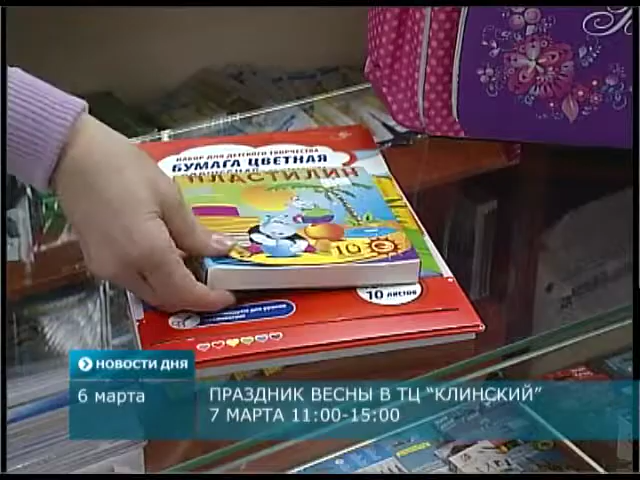 НАБОР ДЛЯ ДЕТСКОГО ТВОРЧЕСТВА
БУМАГА ЦВЕТНАЯ
ПЛАСТИЛИН
10
10 ЛИСТОВ
НОВОСТИ ДНЯ
6 марта
ПРАЗДНИК ВЕСНЫ В ТЦ “КЛИНСКИЙ”
7 МАРТА 11:00-15:00